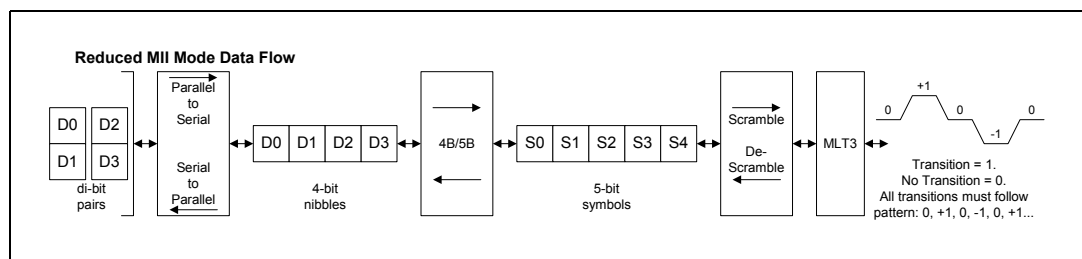 Reduced MII Mode Data Flow
D0 D2
D1 D3
di-bit
pairs
Parallel
to
Serial
Serial
to
Parallel
D0 D1 D2 D3
4-bit
nibbles
4B/5B
S0 S1 S2 S3 S4
5-bit
symbols
Scramble
De-
Scramble
MLT3
0 +1 0 -1 0
Transition = 1.
No Transition = 0.
All transitions must follow
pattern: 0, +1, 0, -1, 0, +1...